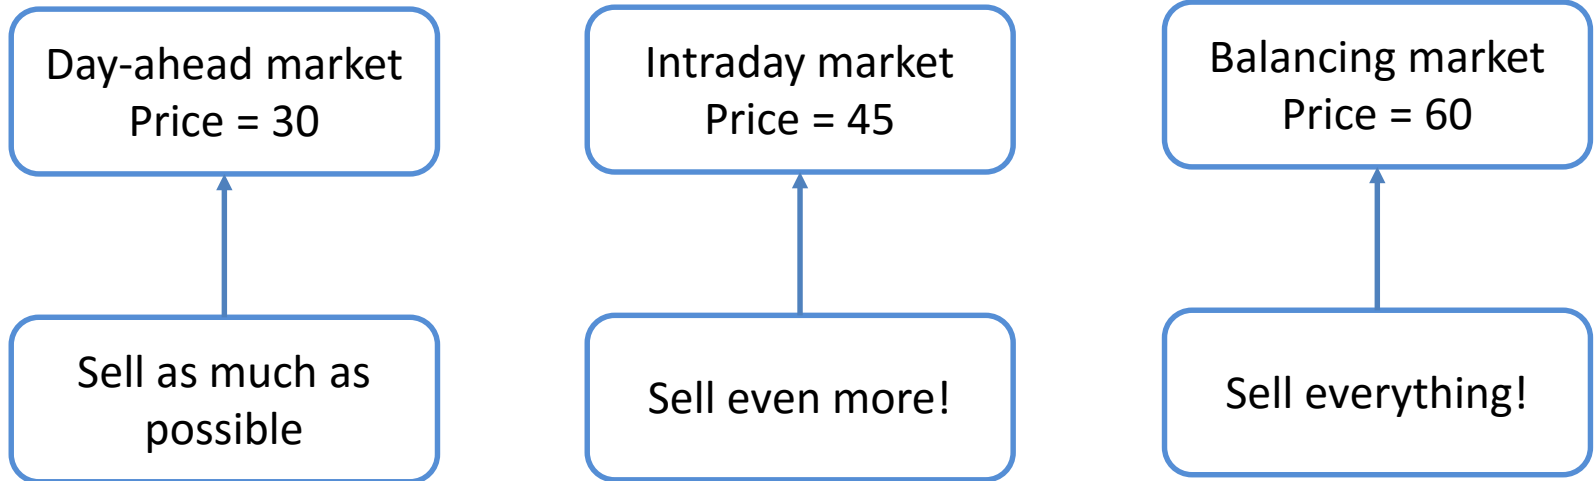 Day-ahead market
Price = 30
Intraday market
Price = 45
Balancing market
Price = 60
Sell as much as
possible
Sell even more!
Sell everything!